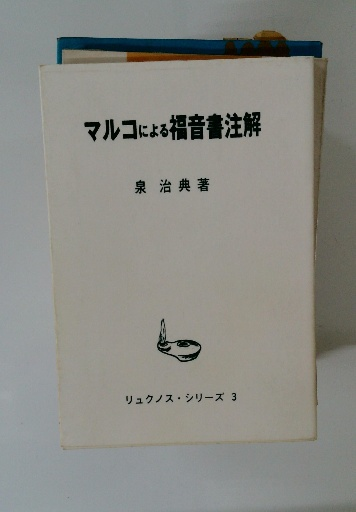 マルコによる福音書注解
泉 治典著
リュクノス・シリーズ 3